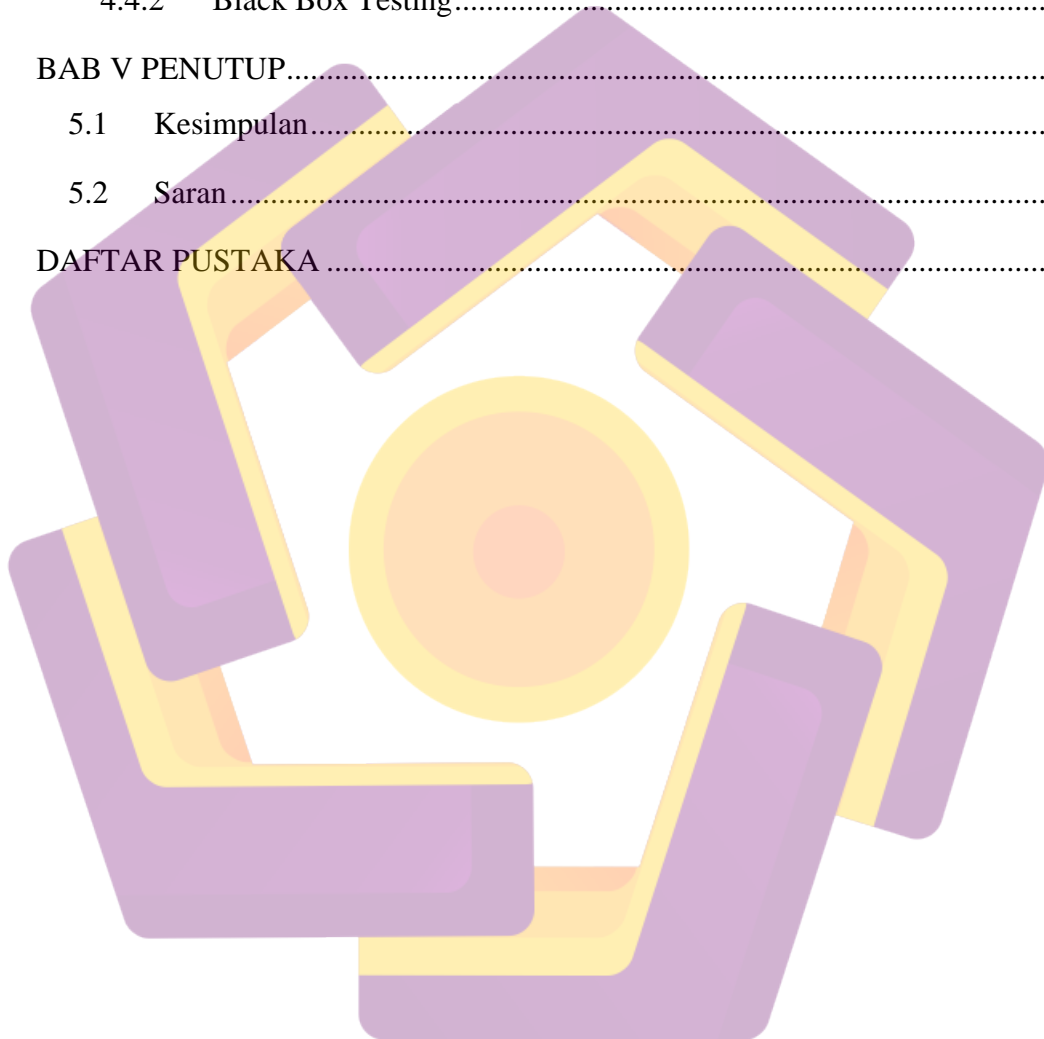 4.4.2 Black Box Testing....................................................................
BAB V PENUTUP.........................................................................................
5.1 Kesimpulan....................................................................................
5.2 Saran..............................................................................................
DAFTAR PUSTAKA....................................................................................